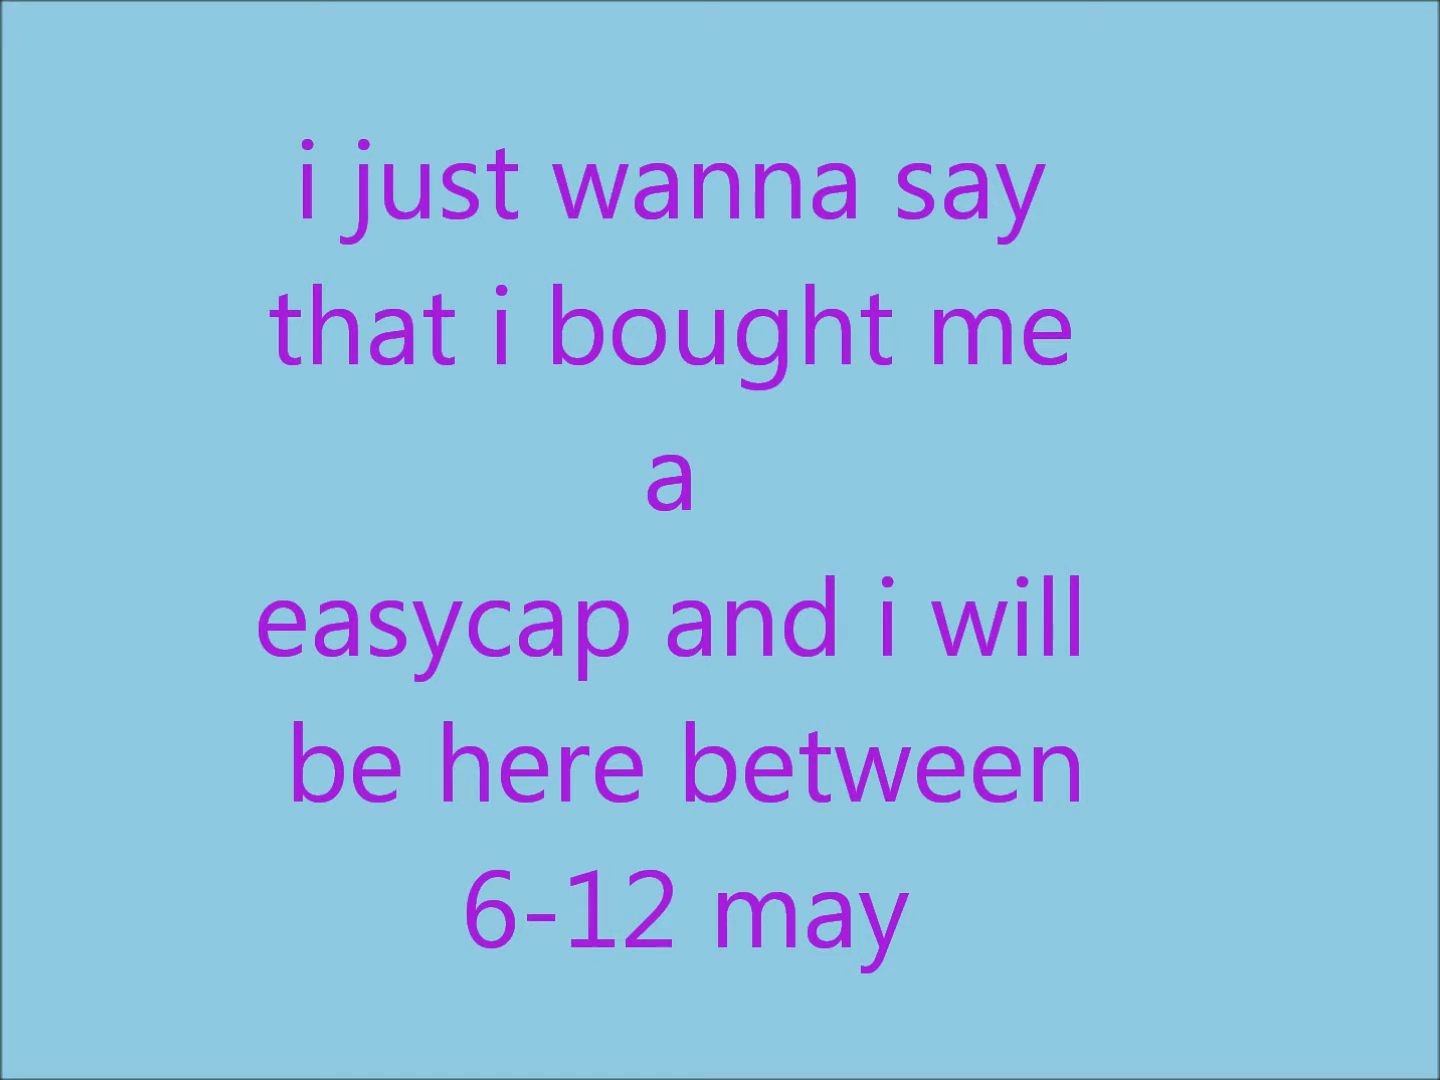 i just wanna say
that i bought me
a
easycap and i will
be here between
6-12 may